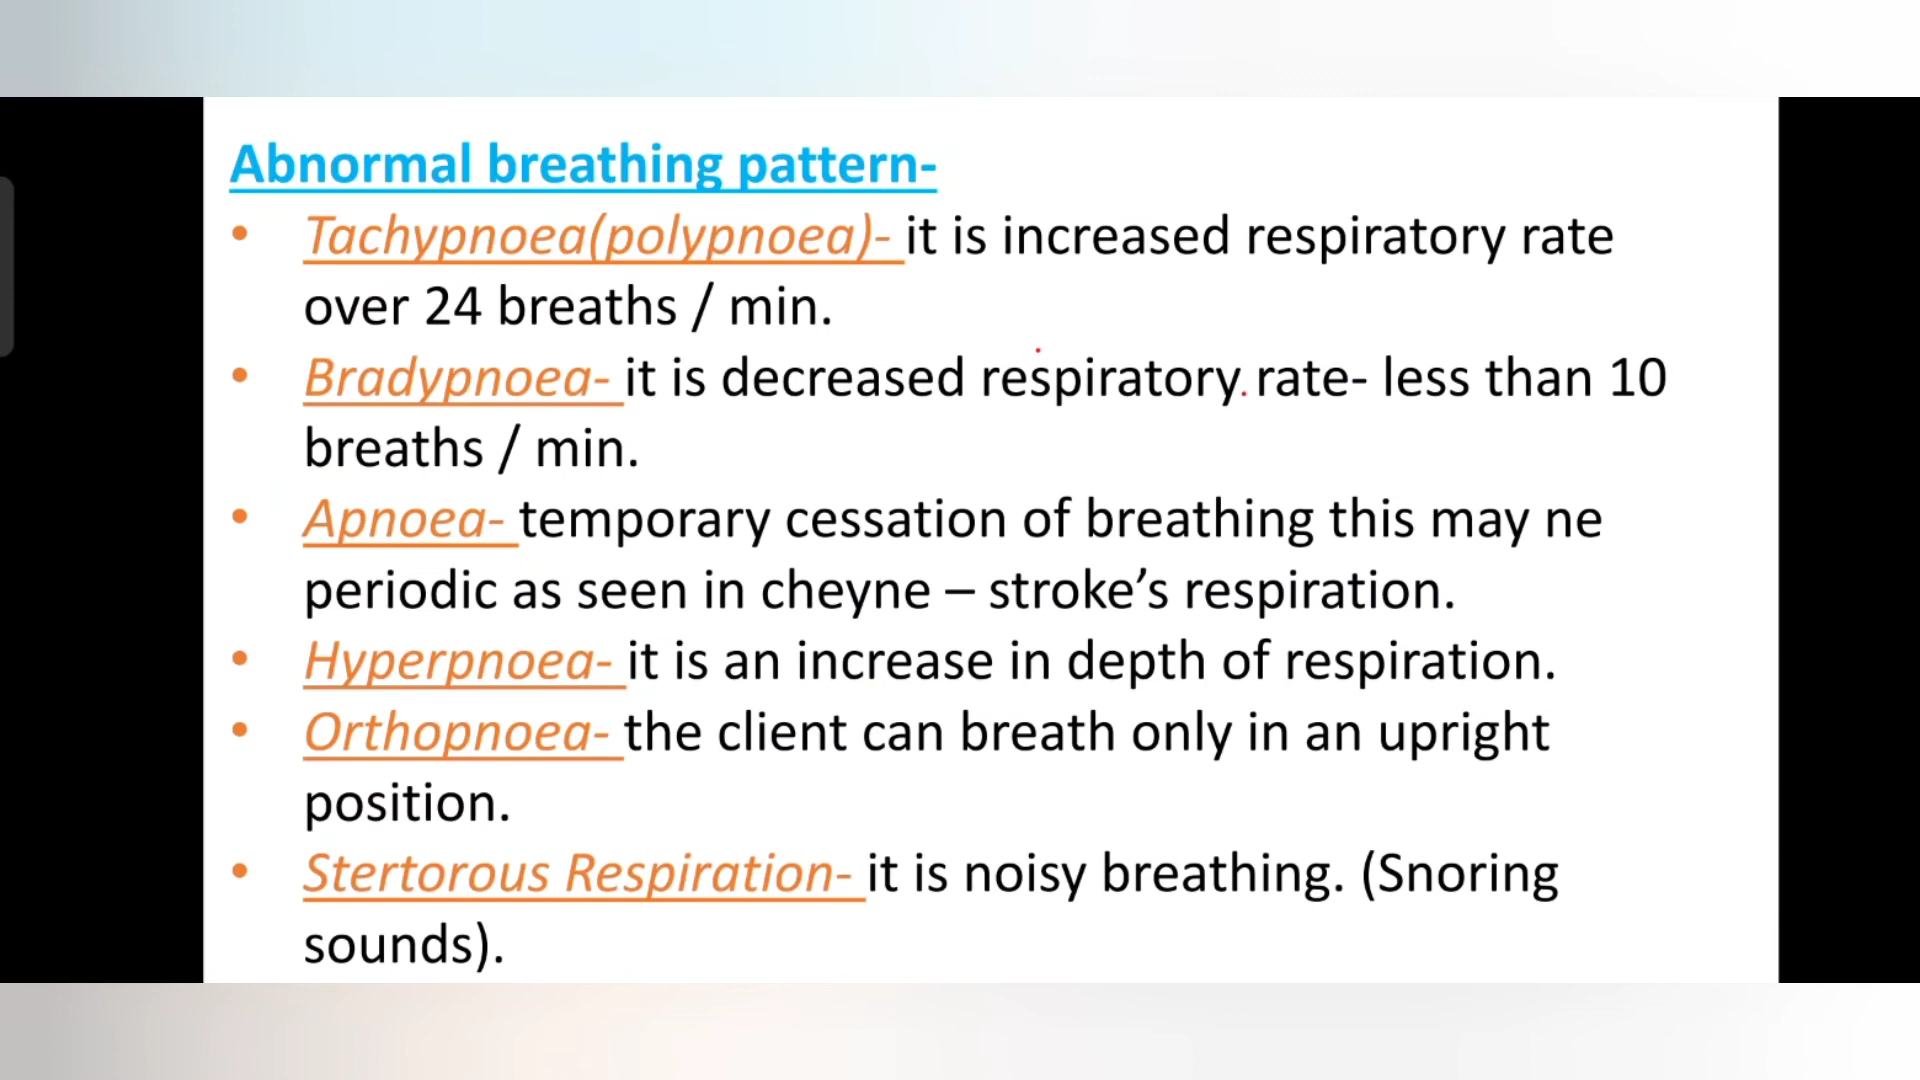 Abnormal breathing pattern-
• Tachypnoea(polypnoea)- it is increased respiratory rate
over 24 breaths / min.
• Bradypnoea- it is decreased respiratory rate- less than 10
breaths / min.
• Apnoea- temporary cessation of breathing this may ne
periodic as seen in cheyne – stroke’s respiration.
• Hyperpnoea- it is an increase in depth of respiration.
• Orthopnoea- the client can breath only in an upright
position.
• Stertorous Respiration- it is noisy breathing. (Snoring
sounds).